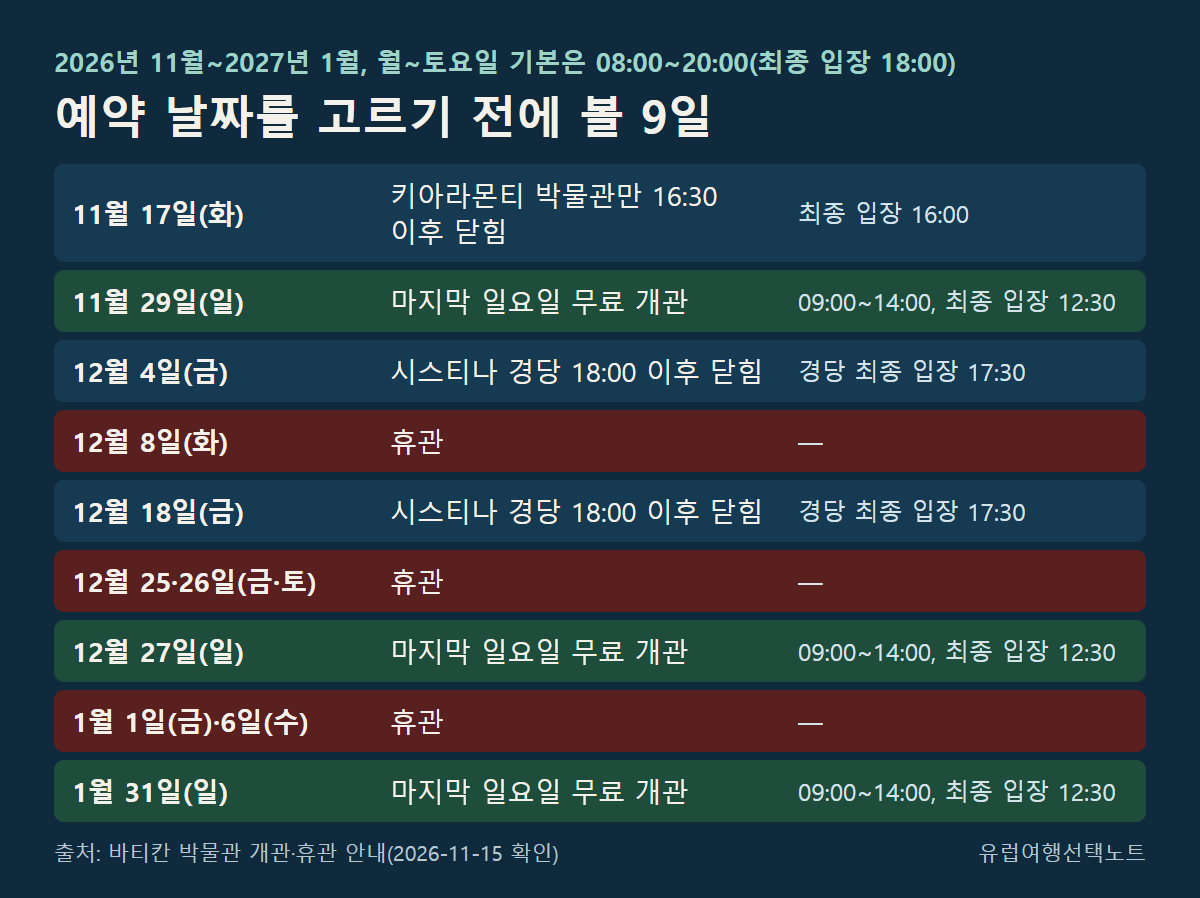 2026년 11월~2027년 1월, 월~토요일 기본은 08:00~20:00(최종 입장 18:00)
예약 날짜를 고르기 전에 볼 9일
11월 17일(화)
키아라몬티 박물관만 16:30
이후 닫힘
최종 입장 16:00
11월 29일(일)
마지막 일요일 무료 개관
09:00~14:00, 최종 입장 12:30
12월 4일(금)
시스티나 경당 18:00 이후 닫힘
경당 최종 입장 17:30
12월 8일(화)
휴관
—
12월 18일(금)
시스티나 경당 18:00 이후 닫힘
경당 최종 입장 17:30
12월 25·26일(금·토)
휴관
—
12월 27일(일)
마지막 일요일 무료 개관
09:00~14:00, 최종 입장 12:30
1월 1일(금)·6일(수)
휴관
—
1월 31일(일)
마지막 일요일 무료 개관
09:00~14:00, 최종 입장 12:30
출처: 바티칸 박물관 개관·휴관 안내(2026-11-15 확인)
유럽여행선택노트